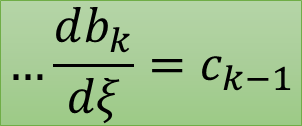 … db_k/dξ = c_{k−1}